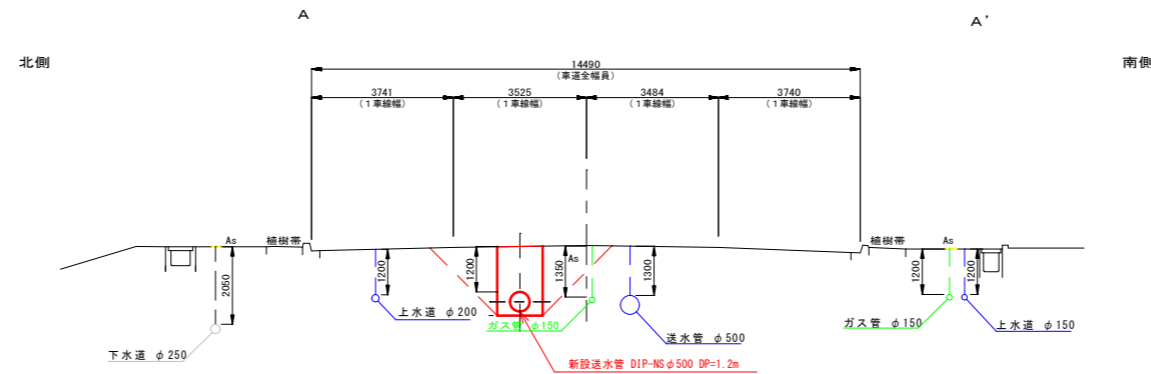 A
A'
北側
南側
14490
(車道全幅員)
3741
(1車線幅)
3525
(1車線幅)
3484
(1車線幅)
3740
(1車線幅)
As
植樹帯
植樹帯
As
2050
1200
1200
1350
As
1300
1200
1200
上水道 φ200
ガス管 φ150
送水管 φ500
ガス管 φ150
上水道 φ150
下水道 φ250
新設送水管 DIP-NSφ500 DP=1.2m